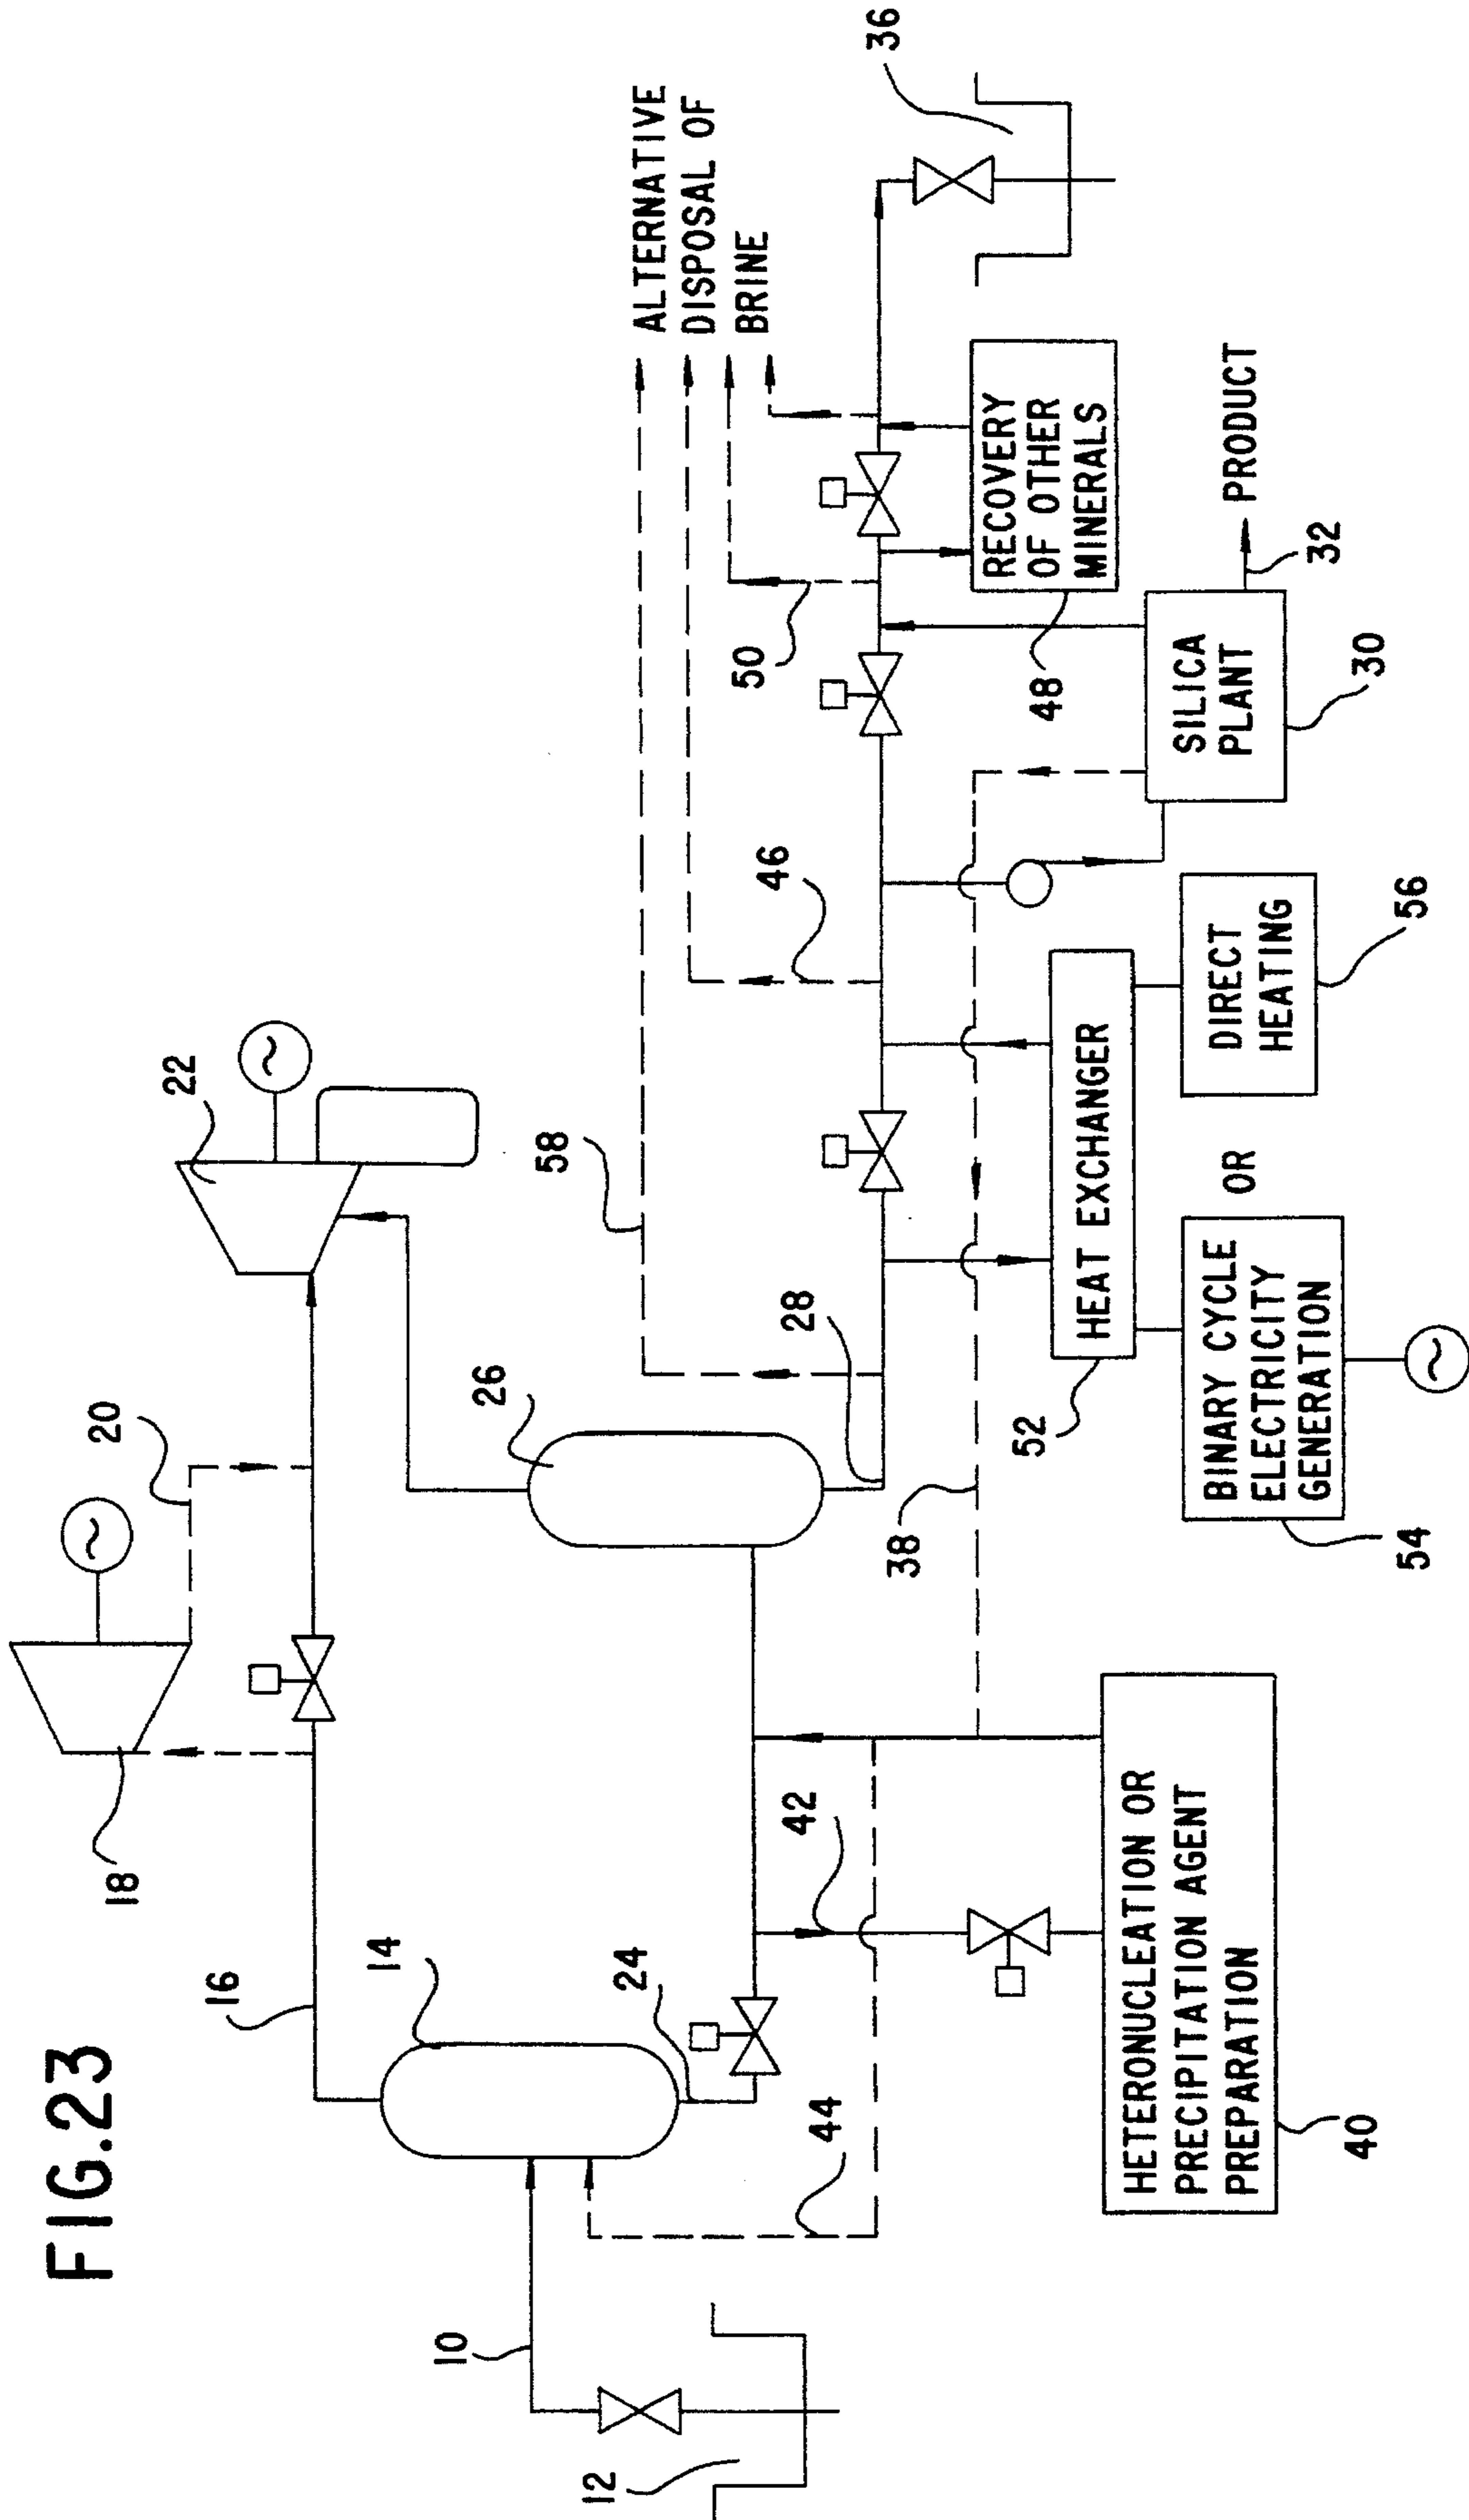 FIG.23
10
12
14
16
18
20
22
24
26
28
58
46
50
ALTERNATIVE
DISPOSAL OF
BRINE
36
42
44
38
HETERONUCLEATION OR
PRECIPITATION AGENT
PREPARATION
40
HEAT EXCHANGER
52
BINARY CYCLE
ELECTRICITY
GENERATION
54
OR
DIRECT
HEATING
56
SILICA
PLANT
30
PRODUCT
32
RECOVERY
OF OTHER
MINERALS
48
~
~
~